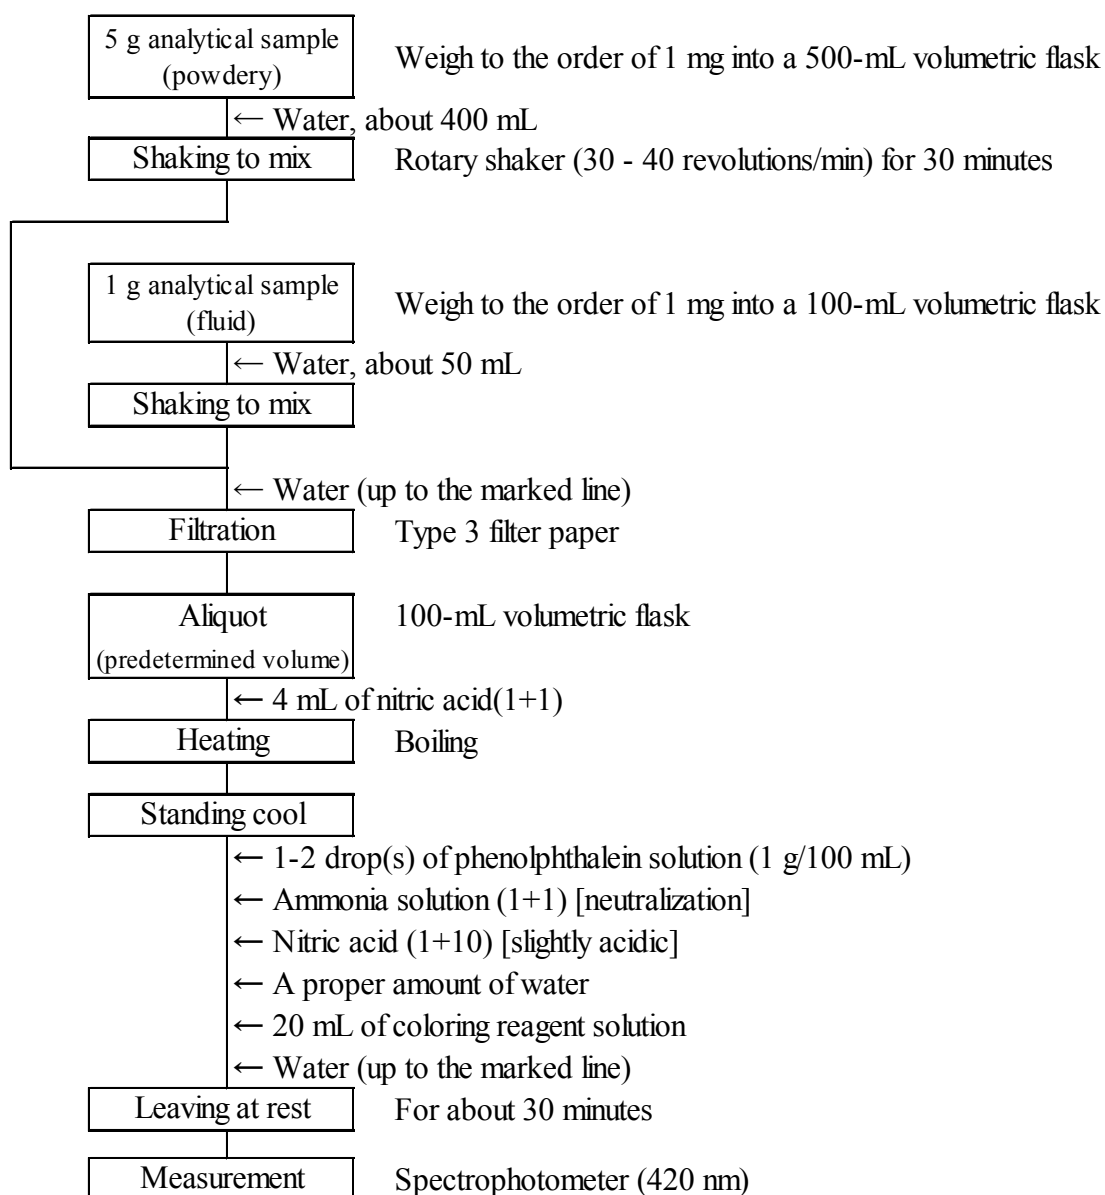 5 g analytical sample
(powdery)
Weigh to the order of 1 mg into a 500-mL volumetric flask
← Water, about 400 mL
Shaking to mix
Rotary shaker (30 - 40 revolutions/min) for 30 minutes
1 g analytical sample
(fluid)
Weigh to the order of 1 mg into a 100-mL volumetric flask
← Water, about 50 mL
Shaking to mix
← Water (up to the marked line)
Filtration
Type 3 filter paper
Aliquot
(predetermined volume)
100-mL volumetric flask
← 4 mL of nitric acid(1+1)
Heating
Boiling
Standing cool
← 1-2 drop(s) of phenolphthalein solution (1 g/100 mL)
← Ammonia solution (1+1) [neutralization]
← Nitric acid (1+10) [slightly acidic]
← A proper amount of water
← 20 mL of coloring reagent solution
← Water (up to the marked line)
Leaving at rest
For about 30 minutes
Measurement
Spectrophotometer (420 nm)